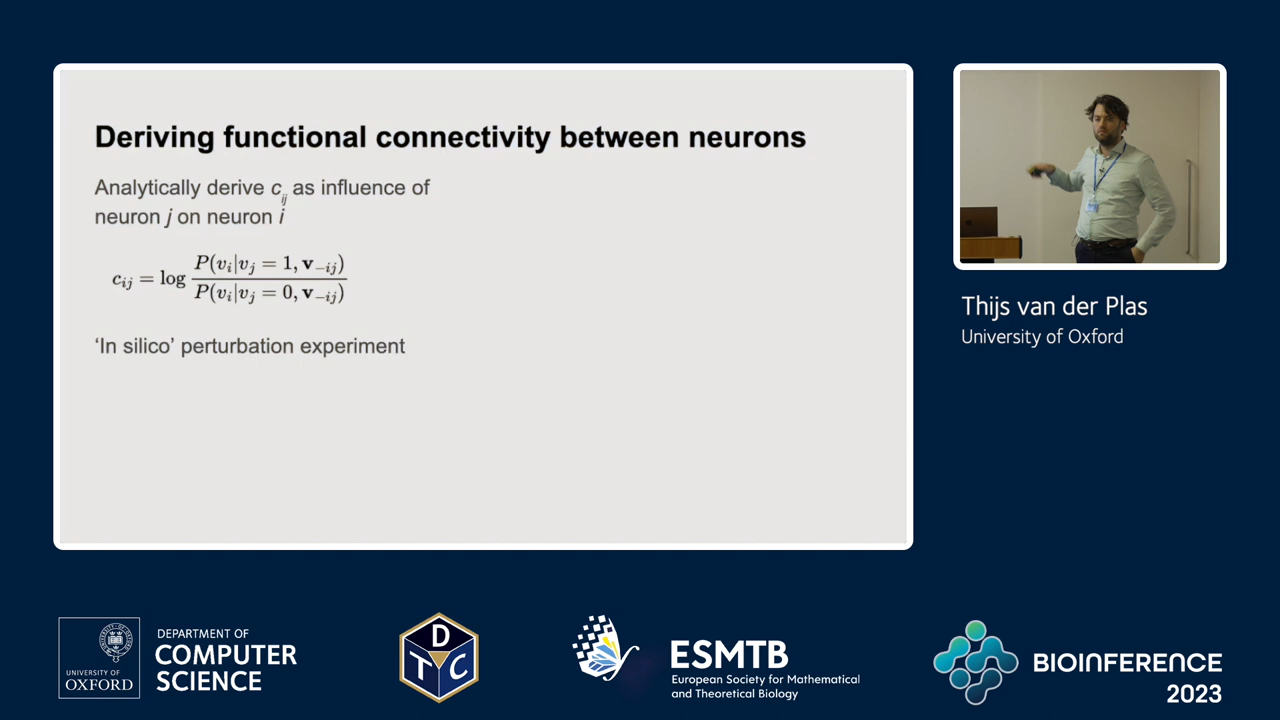 Deriving functional connectivity between neurons
Analytically derive c_ij as influence of
neuron j on neuron i
c_ij = log P(v_i|v_j = 1, v_−ij) / P(v_i|v_j = 0, v_−ij)
‘In silico’ perturbation experiment
Thijs van der Plas
University of Oxford
UNIVERSITY OF
OXFORD
DEPARTMENT OF
COMPUTER
SCIENCE
D
T C
ESMTB
European Society for Mathematical
and Theoretical Biology
BIOINFERENCE
2023